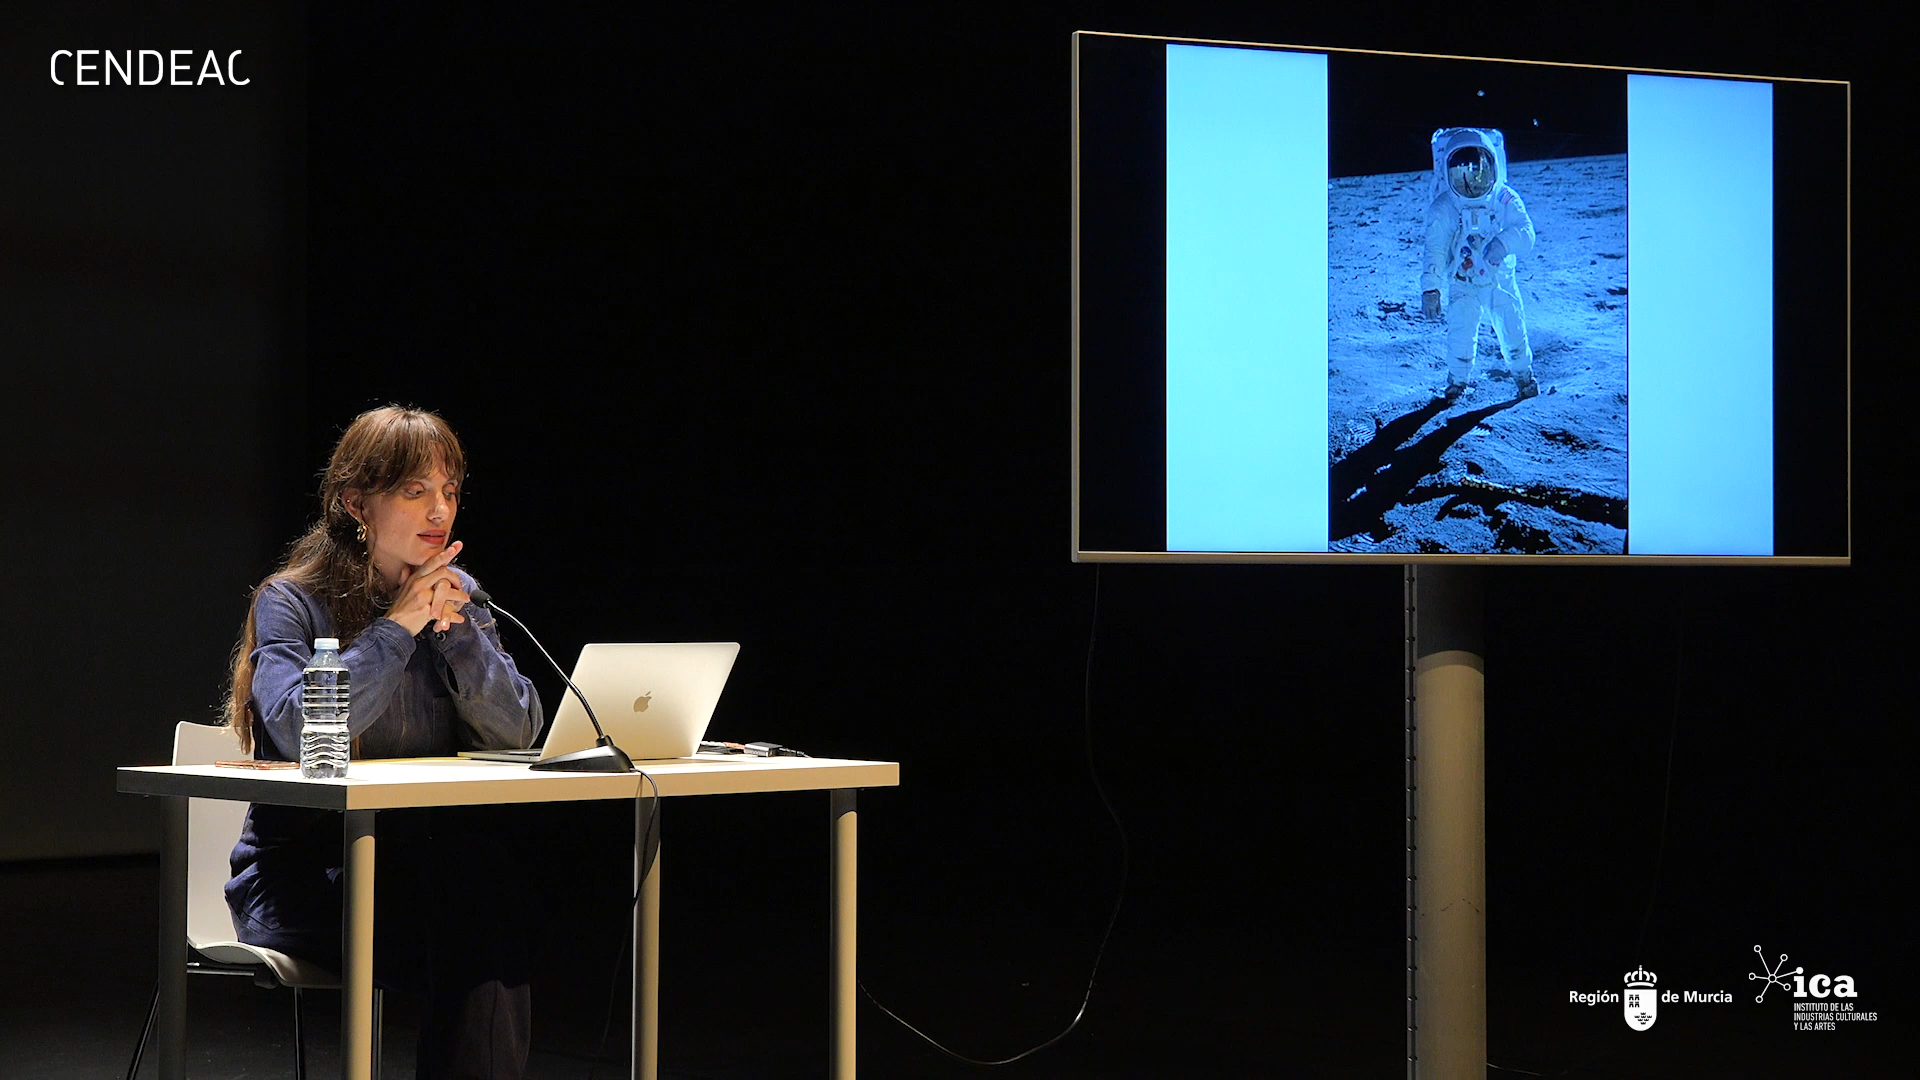 CENDEAC
Región de Murcia
ica
INSTITUTO DE LAS
INDUSTRIAS CULTURALES
Y LAS ARTES